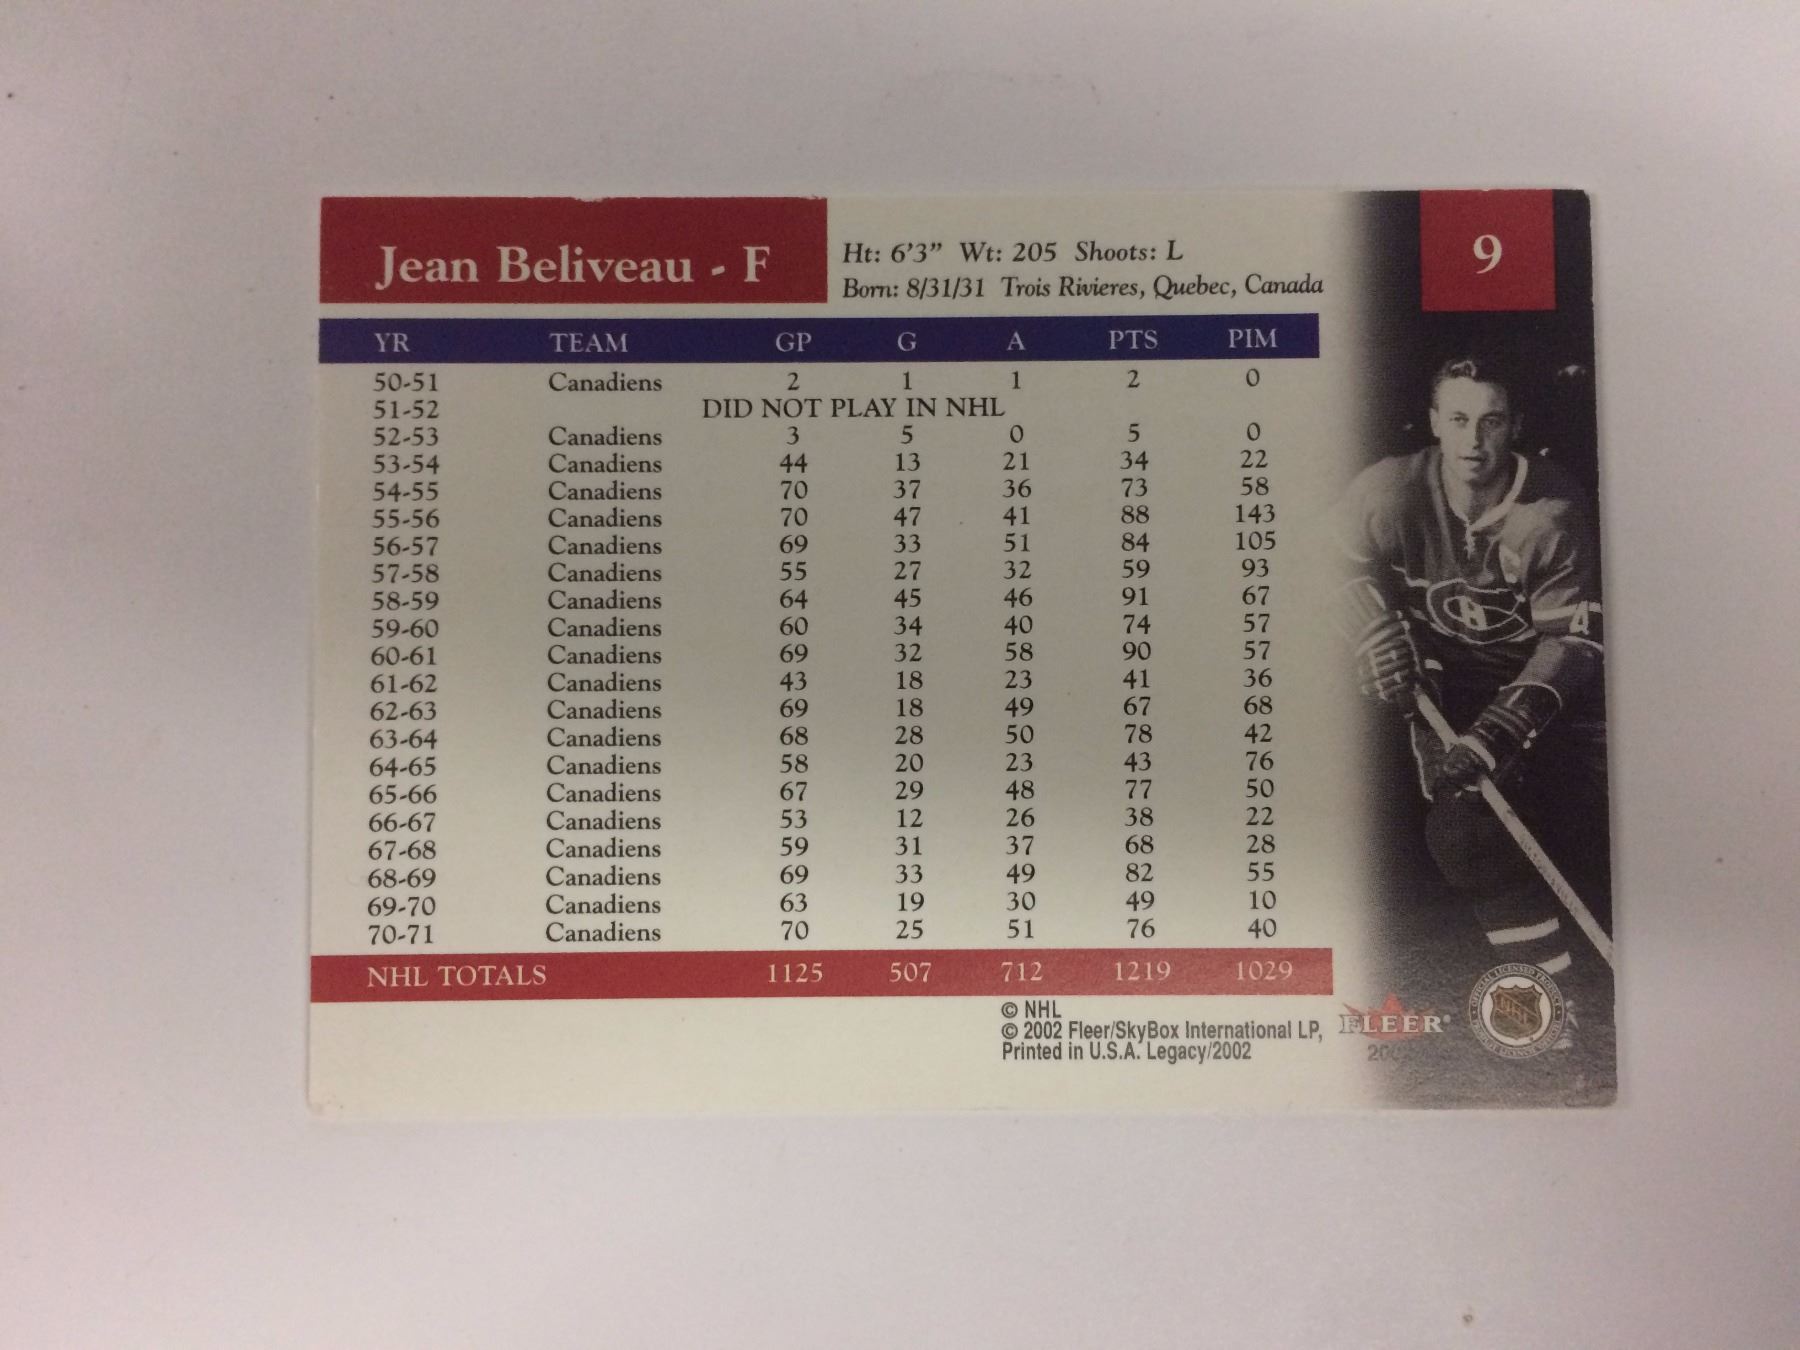 Jean Beliveau - F
Ht: 6'3" Wt: 205 Shoots: L
Born: 8/31/31 Trois Rivieres, Quebec, Canada
9
YR TEAM GP G A PTS PIM
50-51 Canadiens 2 1 1 2 0
51-52 DID NOT PLAY IN NHL
52-53 Canadiens 3 5 0 5 0
53-54 Canadiens 44 13 21 34 22
54-55 Canadiens 70 37 36 73 58
55-56 Canadiens 70 47 41 88 143
56-57 Canadiens 69 33 51 84 105
57-58 Canadiens 55 27 32 59 93
58-59 Canadiens 64 45 46 91 67
59-60 Canadiens 60 34 40 74 57
60-61 Canadiens 69 32 58 90 57
61-62 Canadiens 43 18 23 41 36
62-63 Canadiens 69 18 49 67 68
63-64 Canadiens 68 28 50 78 42
64-65 Canadiens 58 20 23 43 76
65-66 Canadiens 67 29 48 77 50
66-67 Canadiens 53 12 26 38 22
67-68 Canadiens 59 31 37 68 28
68-69 Canadiens 69 33 49 82 55
69-70 Canadiens 63 19 30 49 10
70-71 Canadiens 70 25 51 76 40
NHL TOTALS 1125 507 712 1219 1029
© NHL
© 2002 Fleer/SkyBox International LP,
Printed in U.S.A. Legacy/2002
FLEER®
4
NHL